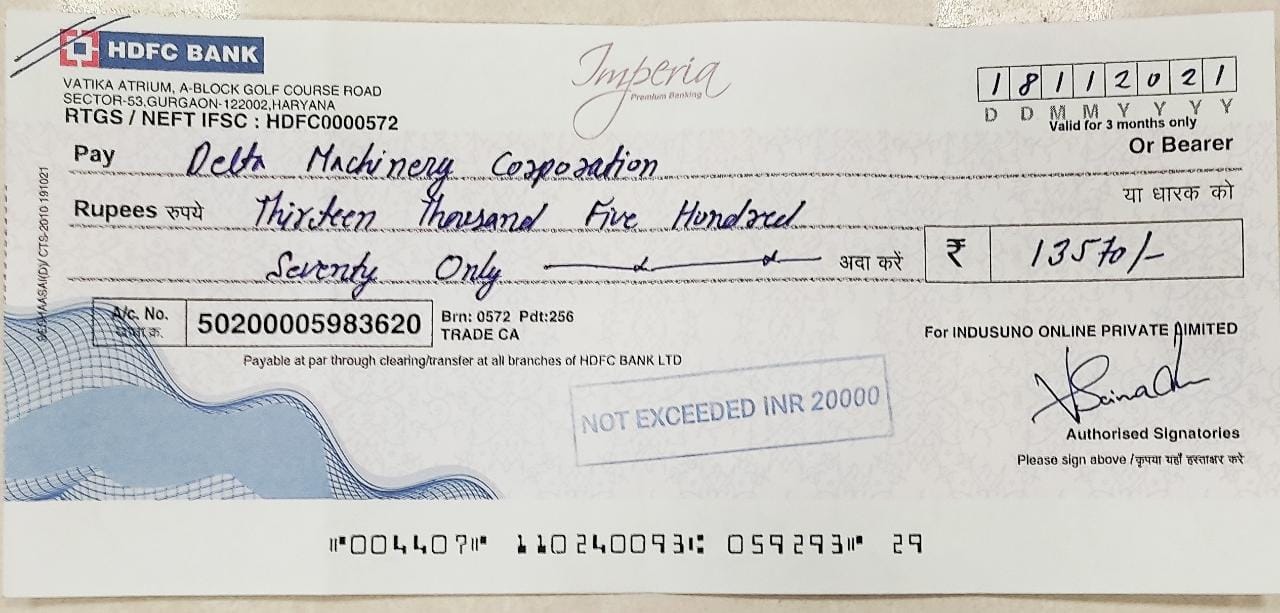 HDFC BANK
VATIKA ATRIUM, A-BLOCK GOLF COURSE ROAD
SECTOR-53,GURGAON-122002,HARYANA
RTGS / NEFT IFSC : HDFC0000572
Imperia
Premium Banking
1 8 1 1 2 0 2 1
D D M M Y Y Y Y
Valid for 3 months only
Pay Delta Machinery Corporation Or Bearer
या धारक को
Rupees रुपये Thirteen Thousand Five Hundred
Seventy Only अदा करें ₹ 13570/-
CTS-2010 191021
A/c. No. 50200005983620 Brn: 0572 Pdt:256
TRADE CA
Payable at par through clearing/transfer at all branches of HDFC BANK LTD
For INDUSUNO ONLINE PRIVATE LIMITED
NOT EXCEEDED INR 20000
Authorised Signatories
Please sign above / कृपया यहाँ हस्ताक्षर करें
⑈004407⑈ 110240093⑆ 059293⑈ 29